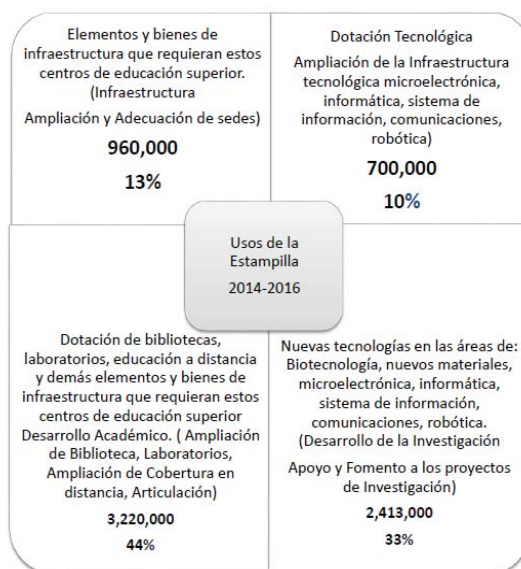 Elementos y bienes de
infraestructura que requieran estos
centros de educación superior.
(Infraestructura
Ampliación y Adecuación de sedes)
960,000
13%
Dotación Tecnológica
Ampliación de la Infraestructura
tecnológica microelectrónica,
informática, sistema de
información, comunicaciones,
robótica)
700,000
10%
Usos de la
Estampilla
2014-2016
Dotación de bibliotecas,
laboratorios, educación a distancia
y demás elementos y bienes de
infraestructura que requieran estos
centros de educación superior
Desarrollo Académico. ( Ampliación
de Biblioteca, Laboratorios,
Ampliación de Cobertura en
distancia, Articulación)
3,220,000
44%
Nuevas tecnologías en las áreas de:
Biotecnología, nuevos materiales,
microelectrónica, informática,
sistema de información,
comunicaciones, robótica.
(Desarrollo de la Investigación
Apoyo y Fomento a los proyectos
de Investigación)
2,413,000
33%